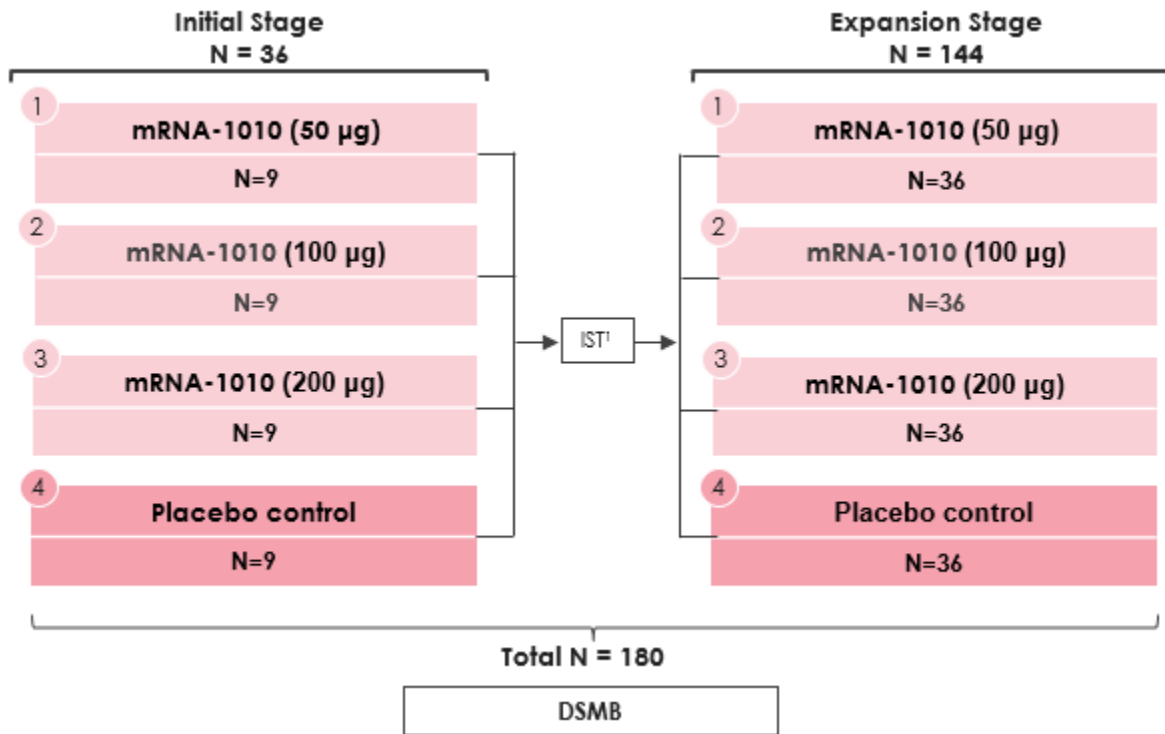 Initial Stage
N = 36
1
mRNA-1010 (50 µg)
N=9
2
mRNA-1010 (100 µg)
N=9
3
mRNA-1010 (200 µg)
N=9
4
Placebo control
N=9
IST¹
Expansion Stage
N = 144
1
mRNA-1010 (50 µg)
N=36
2
mRNA-1010 (100 µg)
N=36
3
mRNA-1010 (200 µg)
N=36
4
Placebo control
N=36
Total N = 180
DSMB